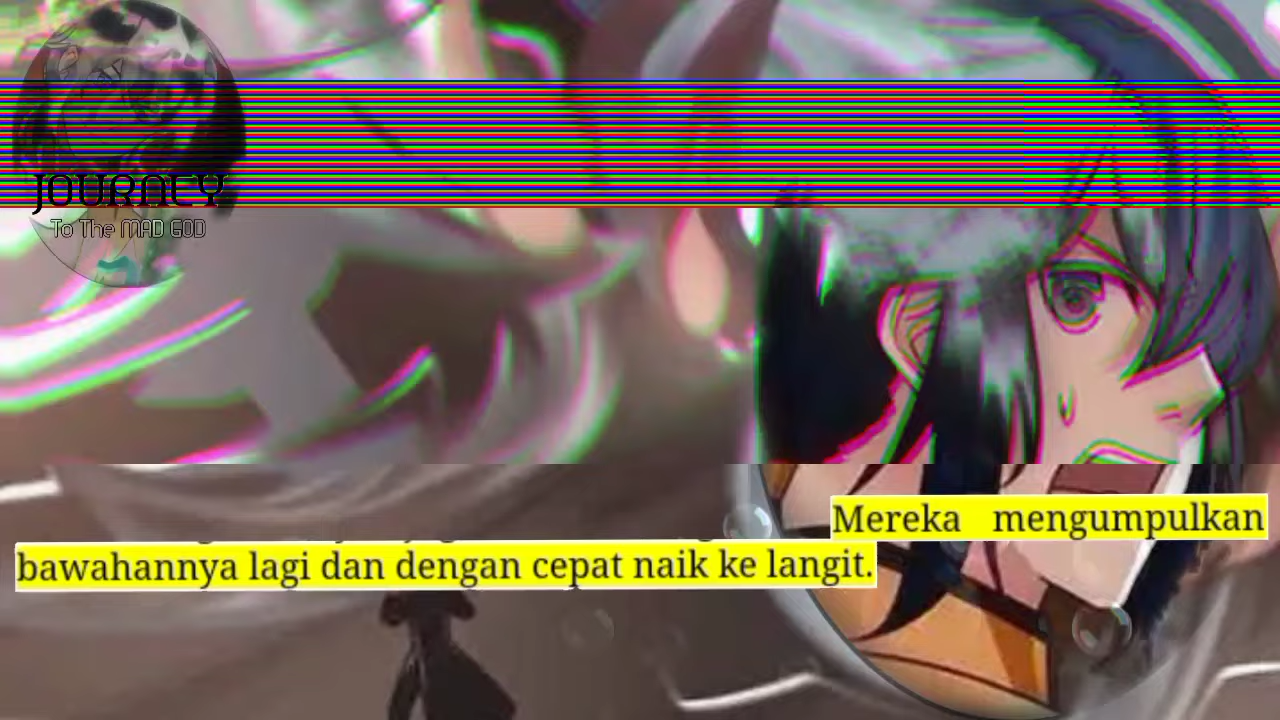 JOURNEY
To The MAD GOD
Mereka mengumpulkan
bawahannya lagi dan dengan cepat naik ke langit.